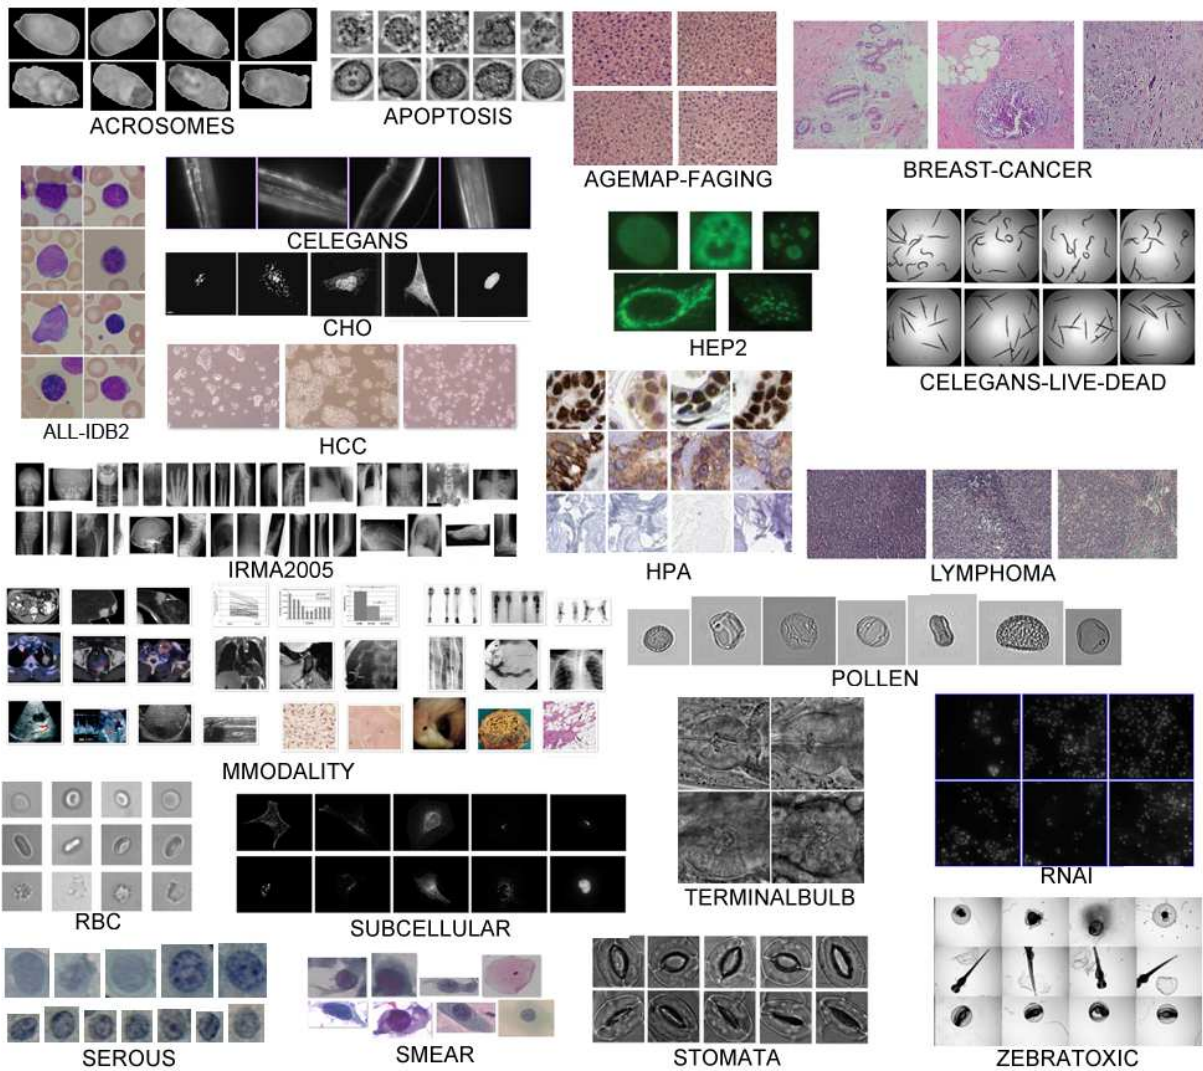 ACROSOMES
APOPTOSIS
AGEMAP-FAGING
BREAST-CANCER
CELEGANS
CHO
HEP2
CELEGANS-LIVE-DEAD
ALL-IDB2
HCC
IRMA2005
HPA
LYMPHOMA
POLLEN
MMODALITY
RBC
SUBCELLULAR
TERMINALBULB
RNAI
SEROUS
SMEAR
STOMATA
ZEBRATOXIC